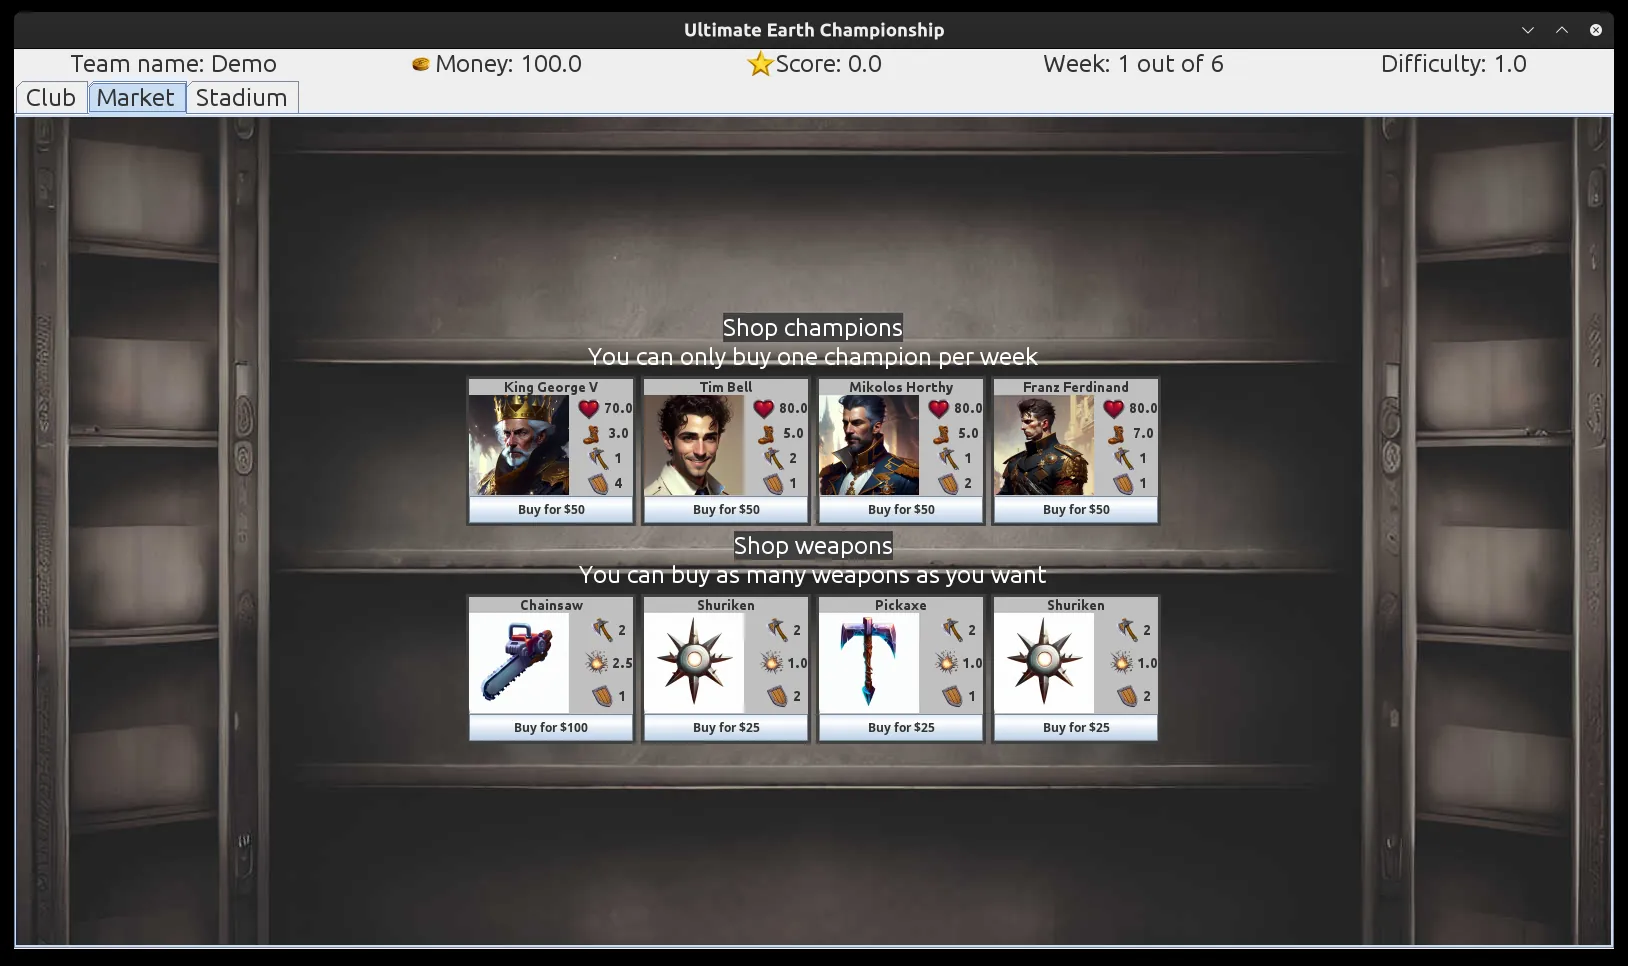 Ultimate Earth Championship
Team name: Demo Money: 100.0 Score: 0.0 Week: 1 out of 6 Difficulty: 1.0
Club Market Stadium
Shop champions
You can only buy one champion per week
King George V Tim Bell Mikolos Horthy Franz Ferdinand
70.0 80.0 80.0 80.0
3.0 5.0 5.0 7.0
1 2 1 1
4 1 2 1
Buy for $50 Buy for $50 Buy for $50 Buy for $50
Shop weapons
You can buy as many weapons as you want
Chainsaw Shuriken Pickaxe Shuriken
2 2 2 2
2.5 1.0 1.0 1.0
1 2 1 2
Buy for $100 Buy for $25 Buy for $25 Buy for $25